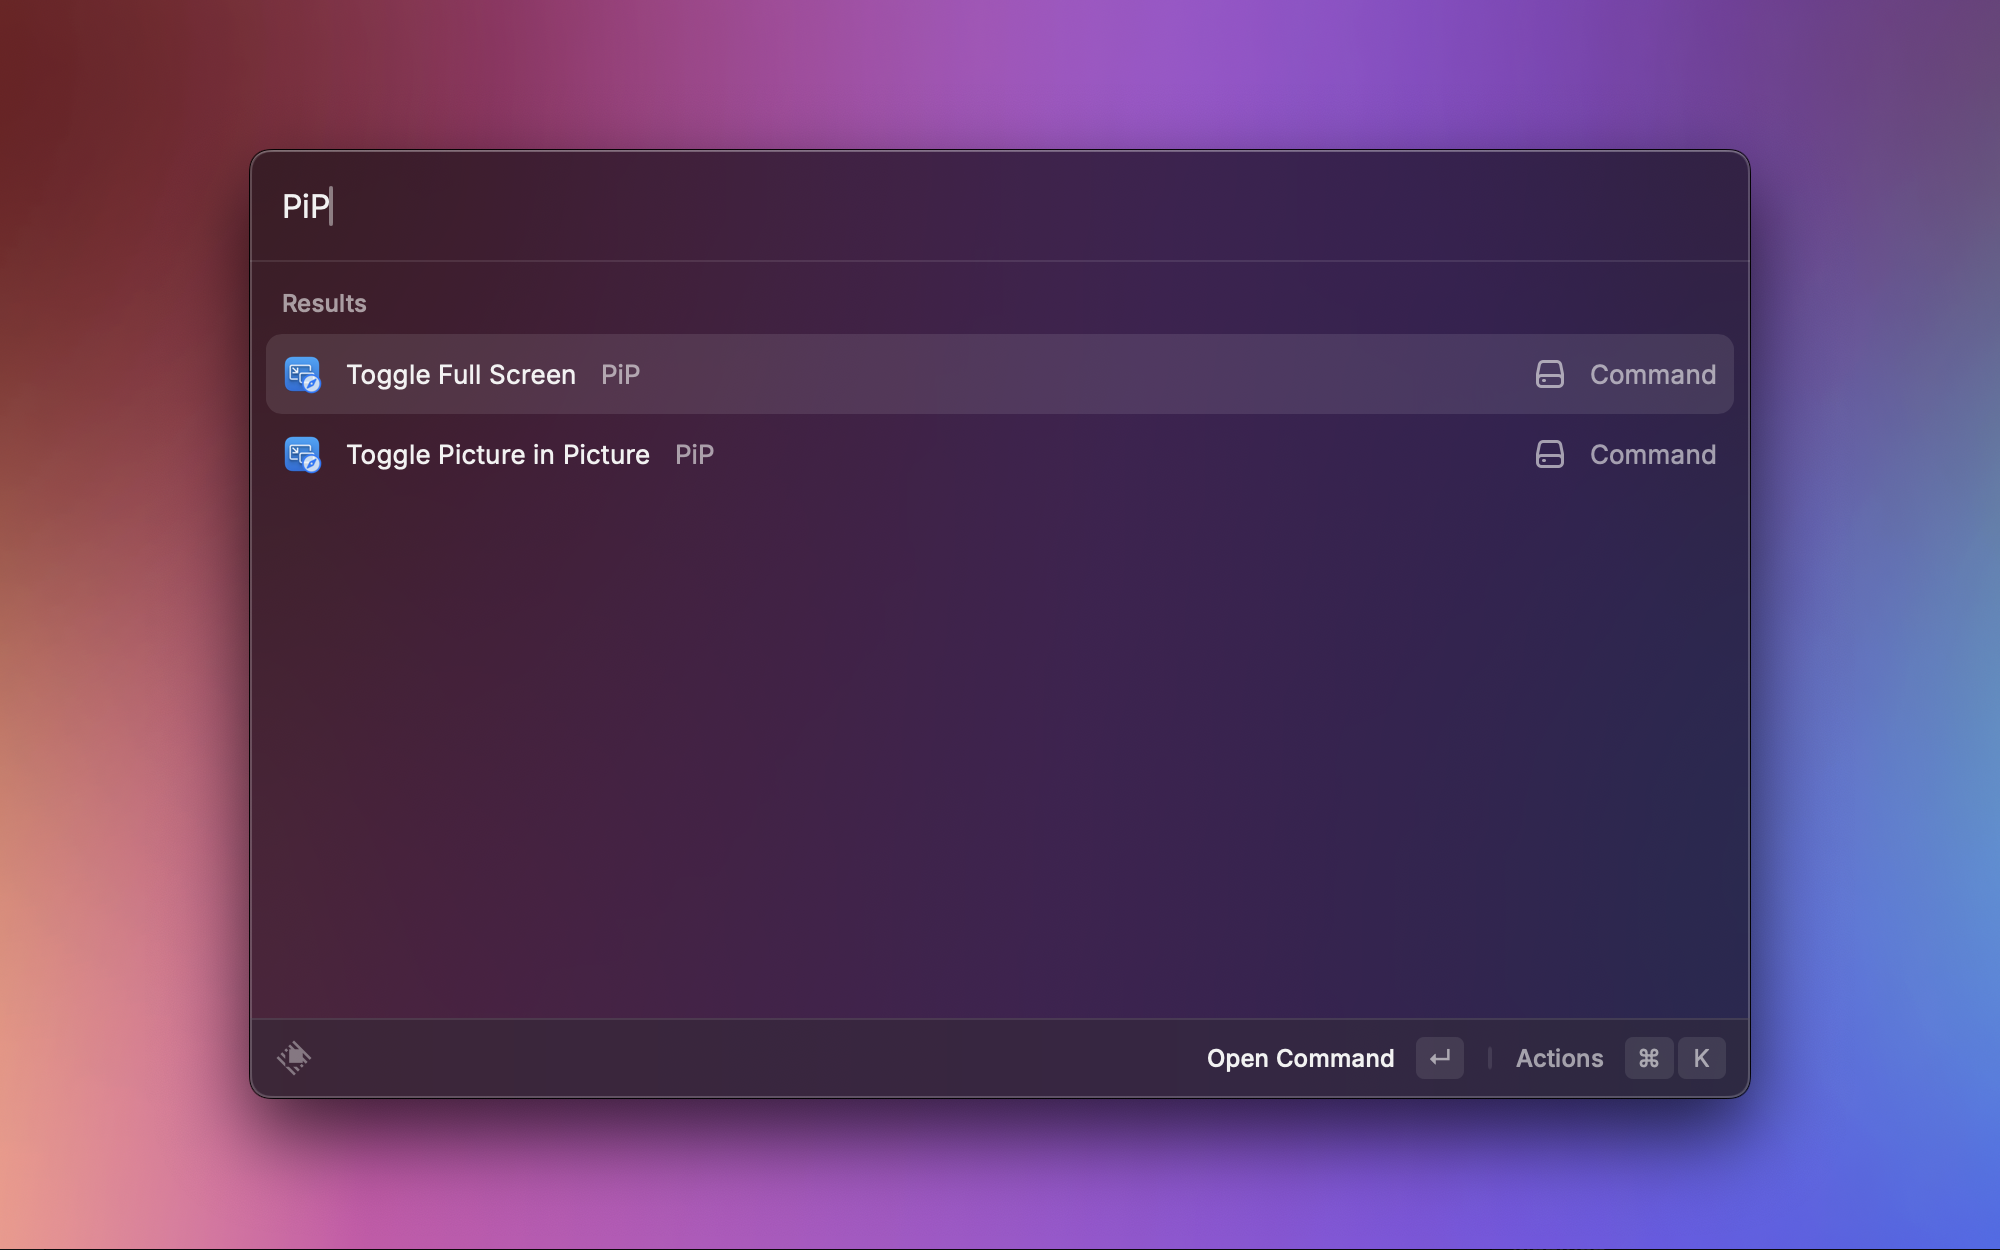 PiP
Results
Toggle Full Screen PiP Command
Toggle Picture in Picture PiP Command
Open Command ↵ Actions ⌘ K